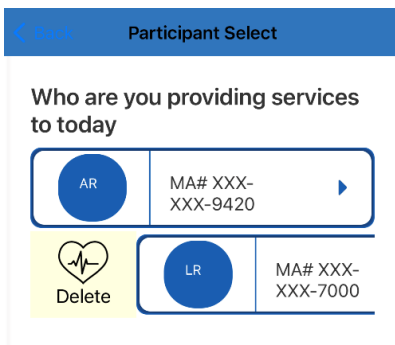 Back Participant Select
Who are you providing services
to today
AR
MA# XXX-
XXX-9420
Delete
LR
MA# XXX-
XXX-7000